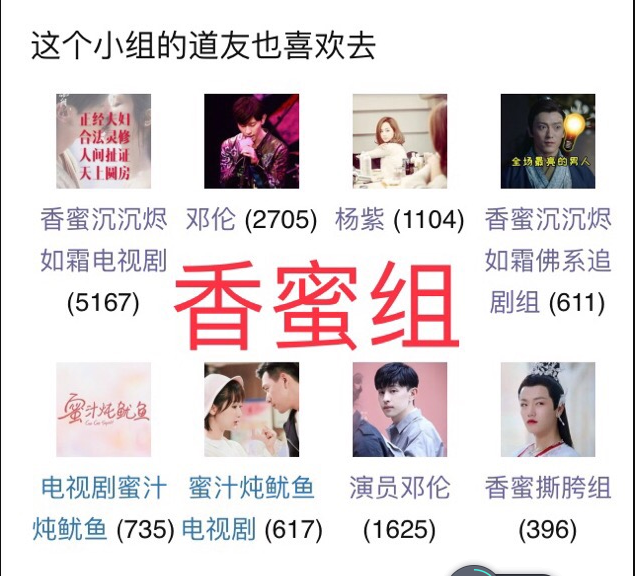 这个小组的道友也喜欢去
正经夫妇
合法灵修
人间扯证
天上圆房
全场最亮的男人
香蜜沉沉烬
如霜电视剧
(5167)
邓伦 (2705)
杨紫 (1104)
香蜜沉沉烬
如霜佛系追
剧组 (611)
香蜜组
蜜汁炖鱿鱼
电视剧蜜汁
炖鱿鱼 (735)
蜜汁炖鱿鱼
电视剧 (617)
演员邓伦
(1625)
香蜜撕胯组
(396)